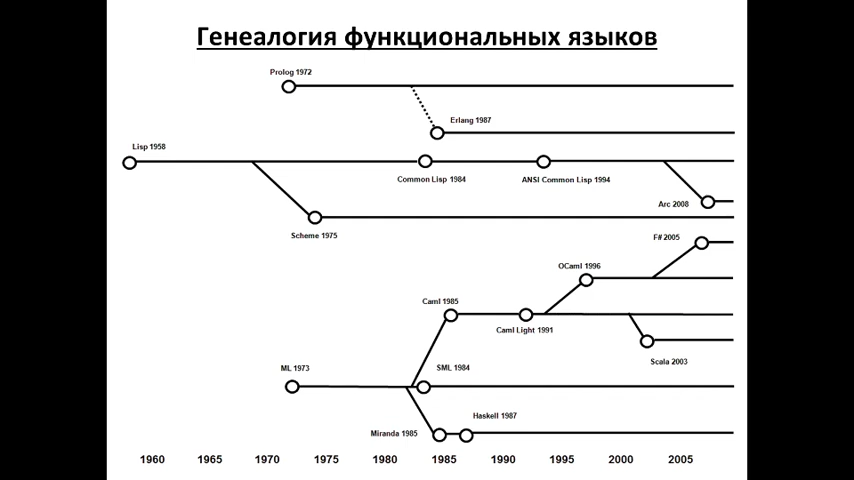 Генеалогия функциональных языков
Prolog 1972
Erlang 1987
Lisp 1958
Common Lisp 1984
ANSI Common Lisp 1994
Arc 2008
Scheme 1975
F# 2005
OCaml 1996
Caml 1985
Caml Light 1991
Scala 2003
ML 1973
SML 1984
Haskell 1987
Miranda 1985
1960 1965 1970 1975 1980 1985 1990 1995 2000 2005